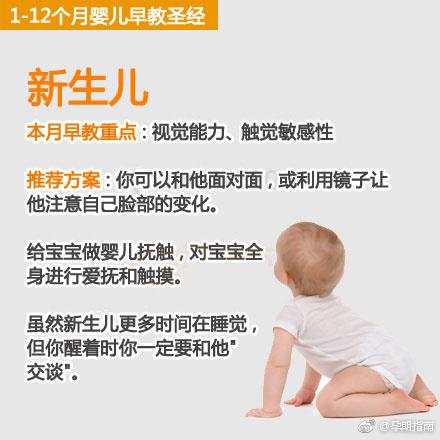 1-12个月婴儿早教圣经
新生儿
本月早教重点：视觉能力、触觉敏感性
推荐方案：你可以和他面对面，或利用镜子让
他注意自己脸部的变化。
给宝宝做婴儿抚触，对宝宝全
身进行爱抚和触摸。
虽然新生儿更多时间在睡觉，
但你醒着时你一定要和他"
交谈"。
@孕期指南